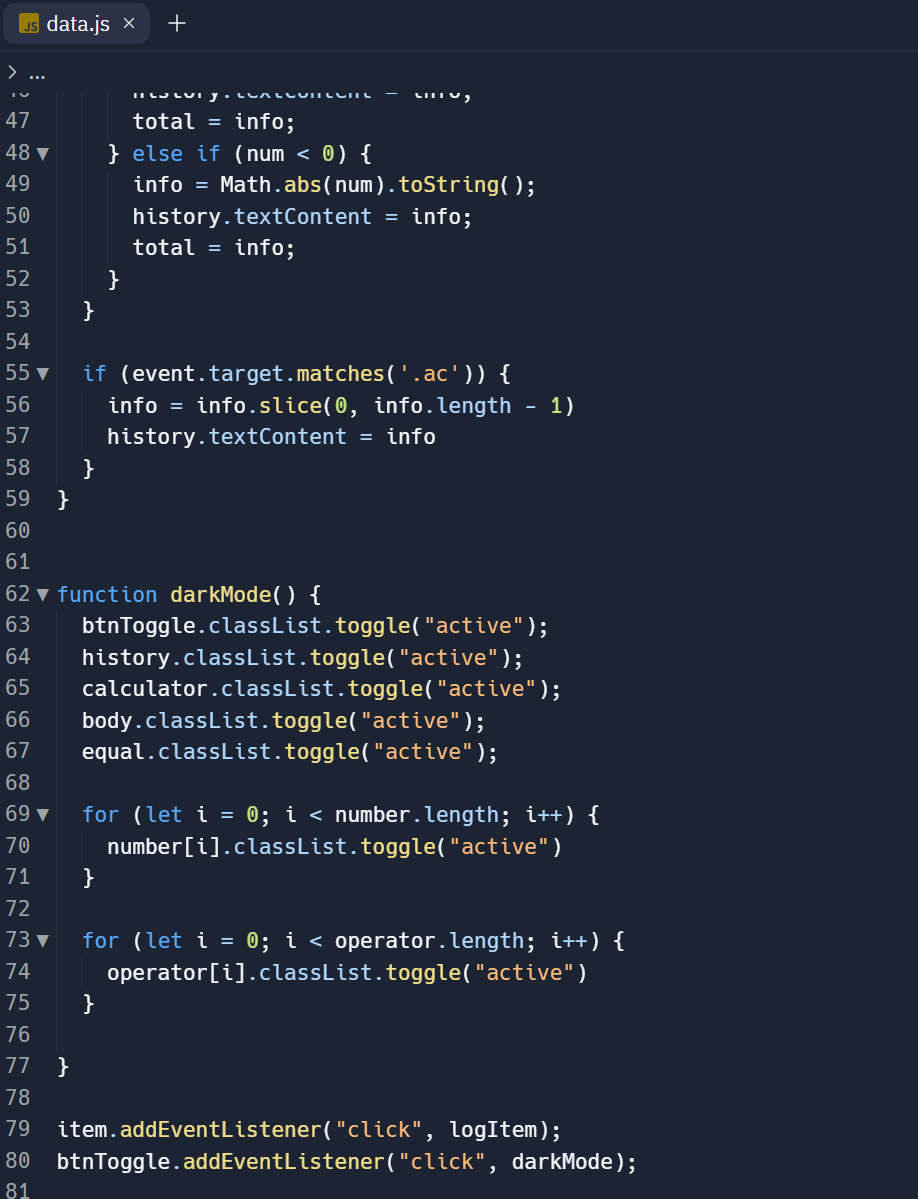 JS data.js × +
> ...
47 total = info;
48 ▼ } else if (num < 0) {
49 info = Math.abs(num).toString();
50 history.textContent = info;
51 total = info;
52 }
53 }
54
55 ▼ if (event.target.matches('.ac')) {
56 info = info.slice(0, info.length - 1)
57 history.textContent = info
58 }
59 }
60
61
62 ▼ function darkMode() {
63 btnToggle.classList.toggle("active");
64 history.classList.toggle("active");
65 calculator.classList.toggle("active");
66 body.classList.toggle("active");
67 equal.classList.toggle("active");
68
69 ▼ for (let i = 0; i < number.length; i++) {
70 number[i].classList.toggle("active")
71 }
72
73 ▼ for (let i = 0; i < operator.length; i++) {
74 operator[i].classList.toggle("active")
75 }
76
77 }
78
79 item.addEventListener("click", logItem);
80 btnToggle.addEventListener("click", darkMode);
81